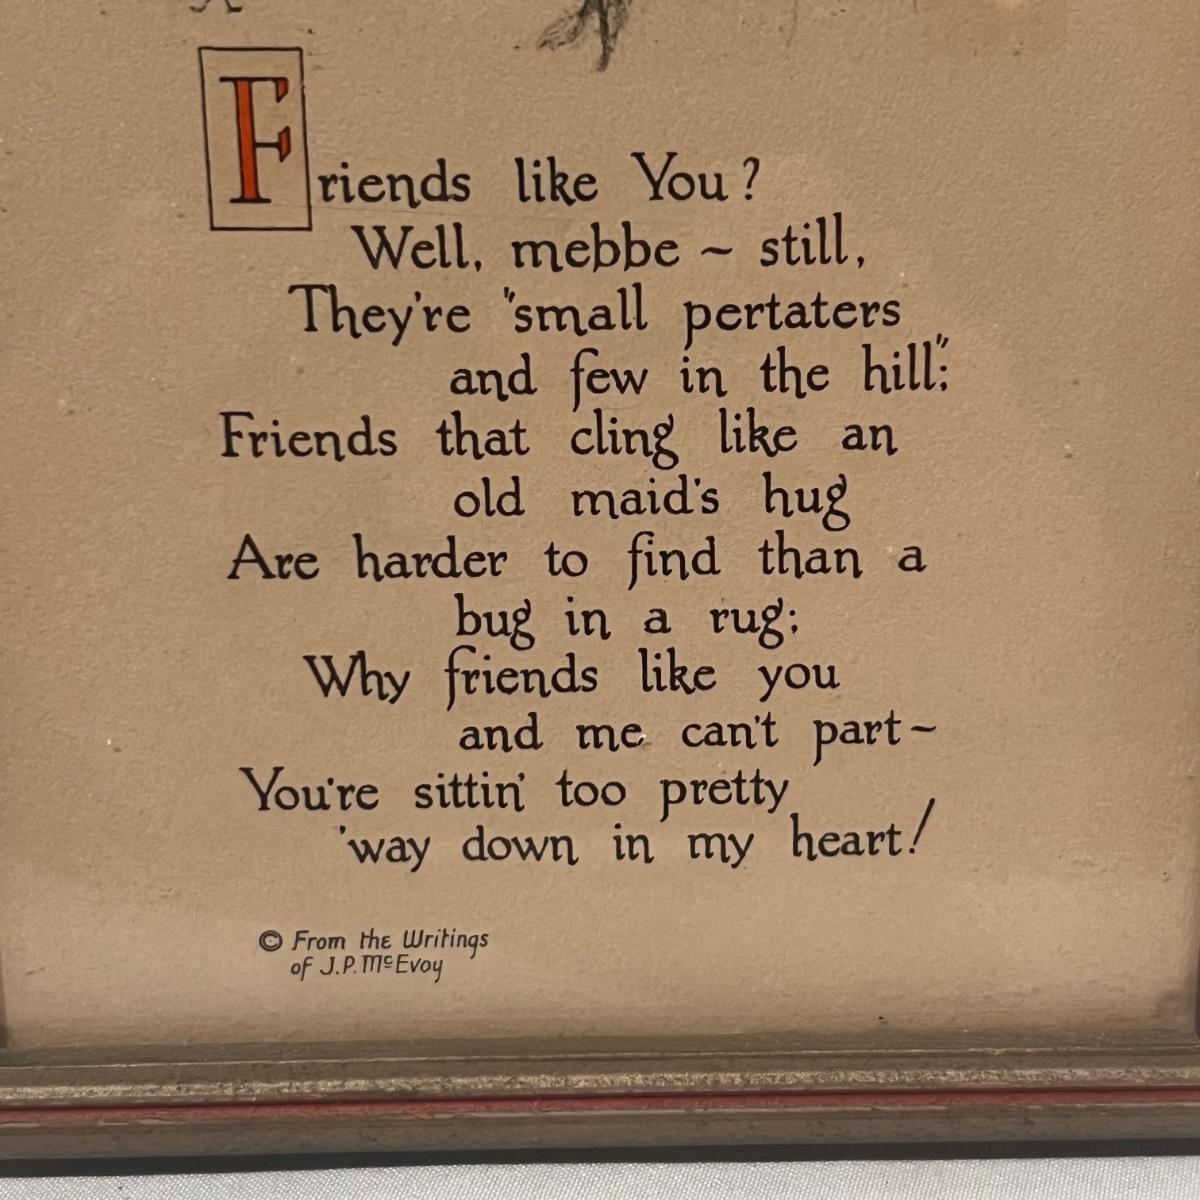 Friends like You?
Well, mebbe ~ still,
They're "small pertaters
and few in the hill":
Friends that cling like an
old maid's hug
Are harder to find than a
bug in a rug;
Why friends like you
and me can't part~
You're sittin' too pretty
'way down in my heart!
© From the Writings
of J.P. McEvoy